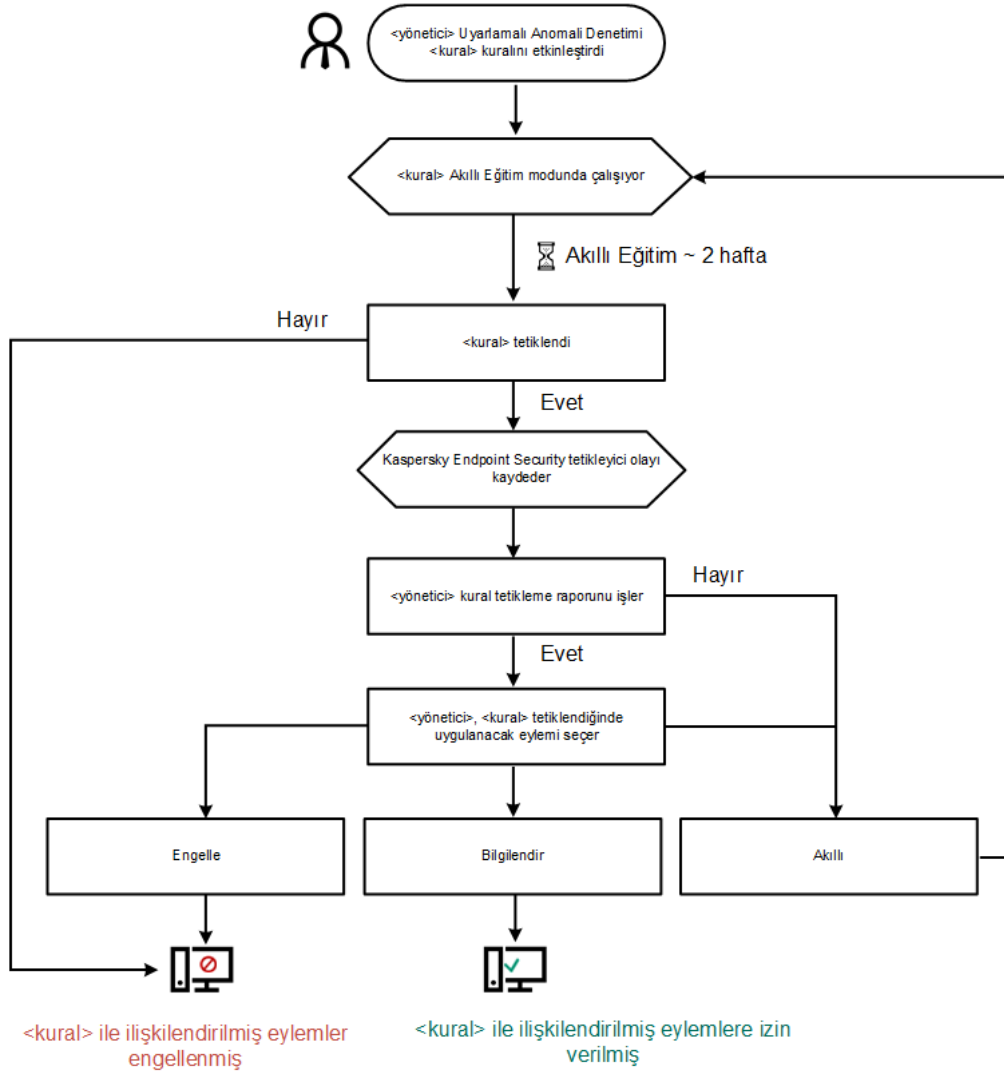 <yönetici> Uyarlamalı Anomali Denetimi
<kural> kuralını etkinleştirdi
<kural> Akıllı Eğitim modunda çalışıyor
Akıllı Eğitim ~ 2 hafta
Hayır
<kural> tetiklendi
Evet
Kaspersky Endpoint Security tetikleyici olayı
kaydeder
<yönetici> kural tetikleme raporunu işler
Hayır
Evet
<yönetici>, <kural> tetiklendiğinde
uygulanacak eylemi seçer
Engelle
Bilgilendir
Akıllı
<kural> ile ilişkilendirilmiş eylemler
engellenmiş
<kural> ile ilişkilendirilmiş eylemlere izin
verilmiş